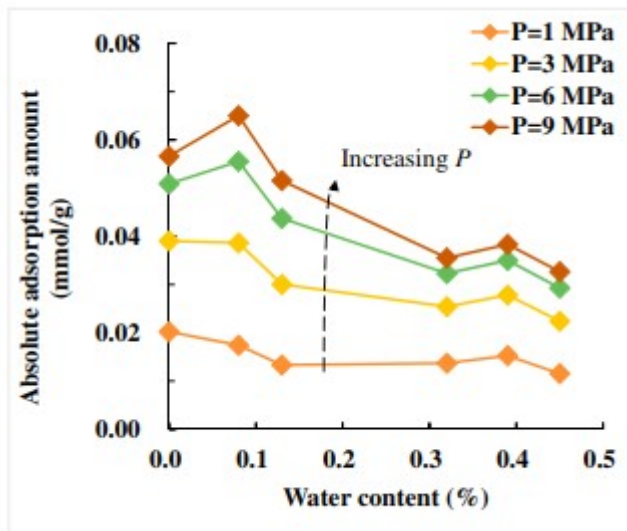 0.08
0.06
0.04
0.02
0.00
Absolute adsorption amount
(mmol/g)
P=1 MPa
P=3 MPa
P=6 MPa
P=9 MPa
Increasing P
0.0 0.1 0.2 0.3 0.4 0.5
Water content (%)